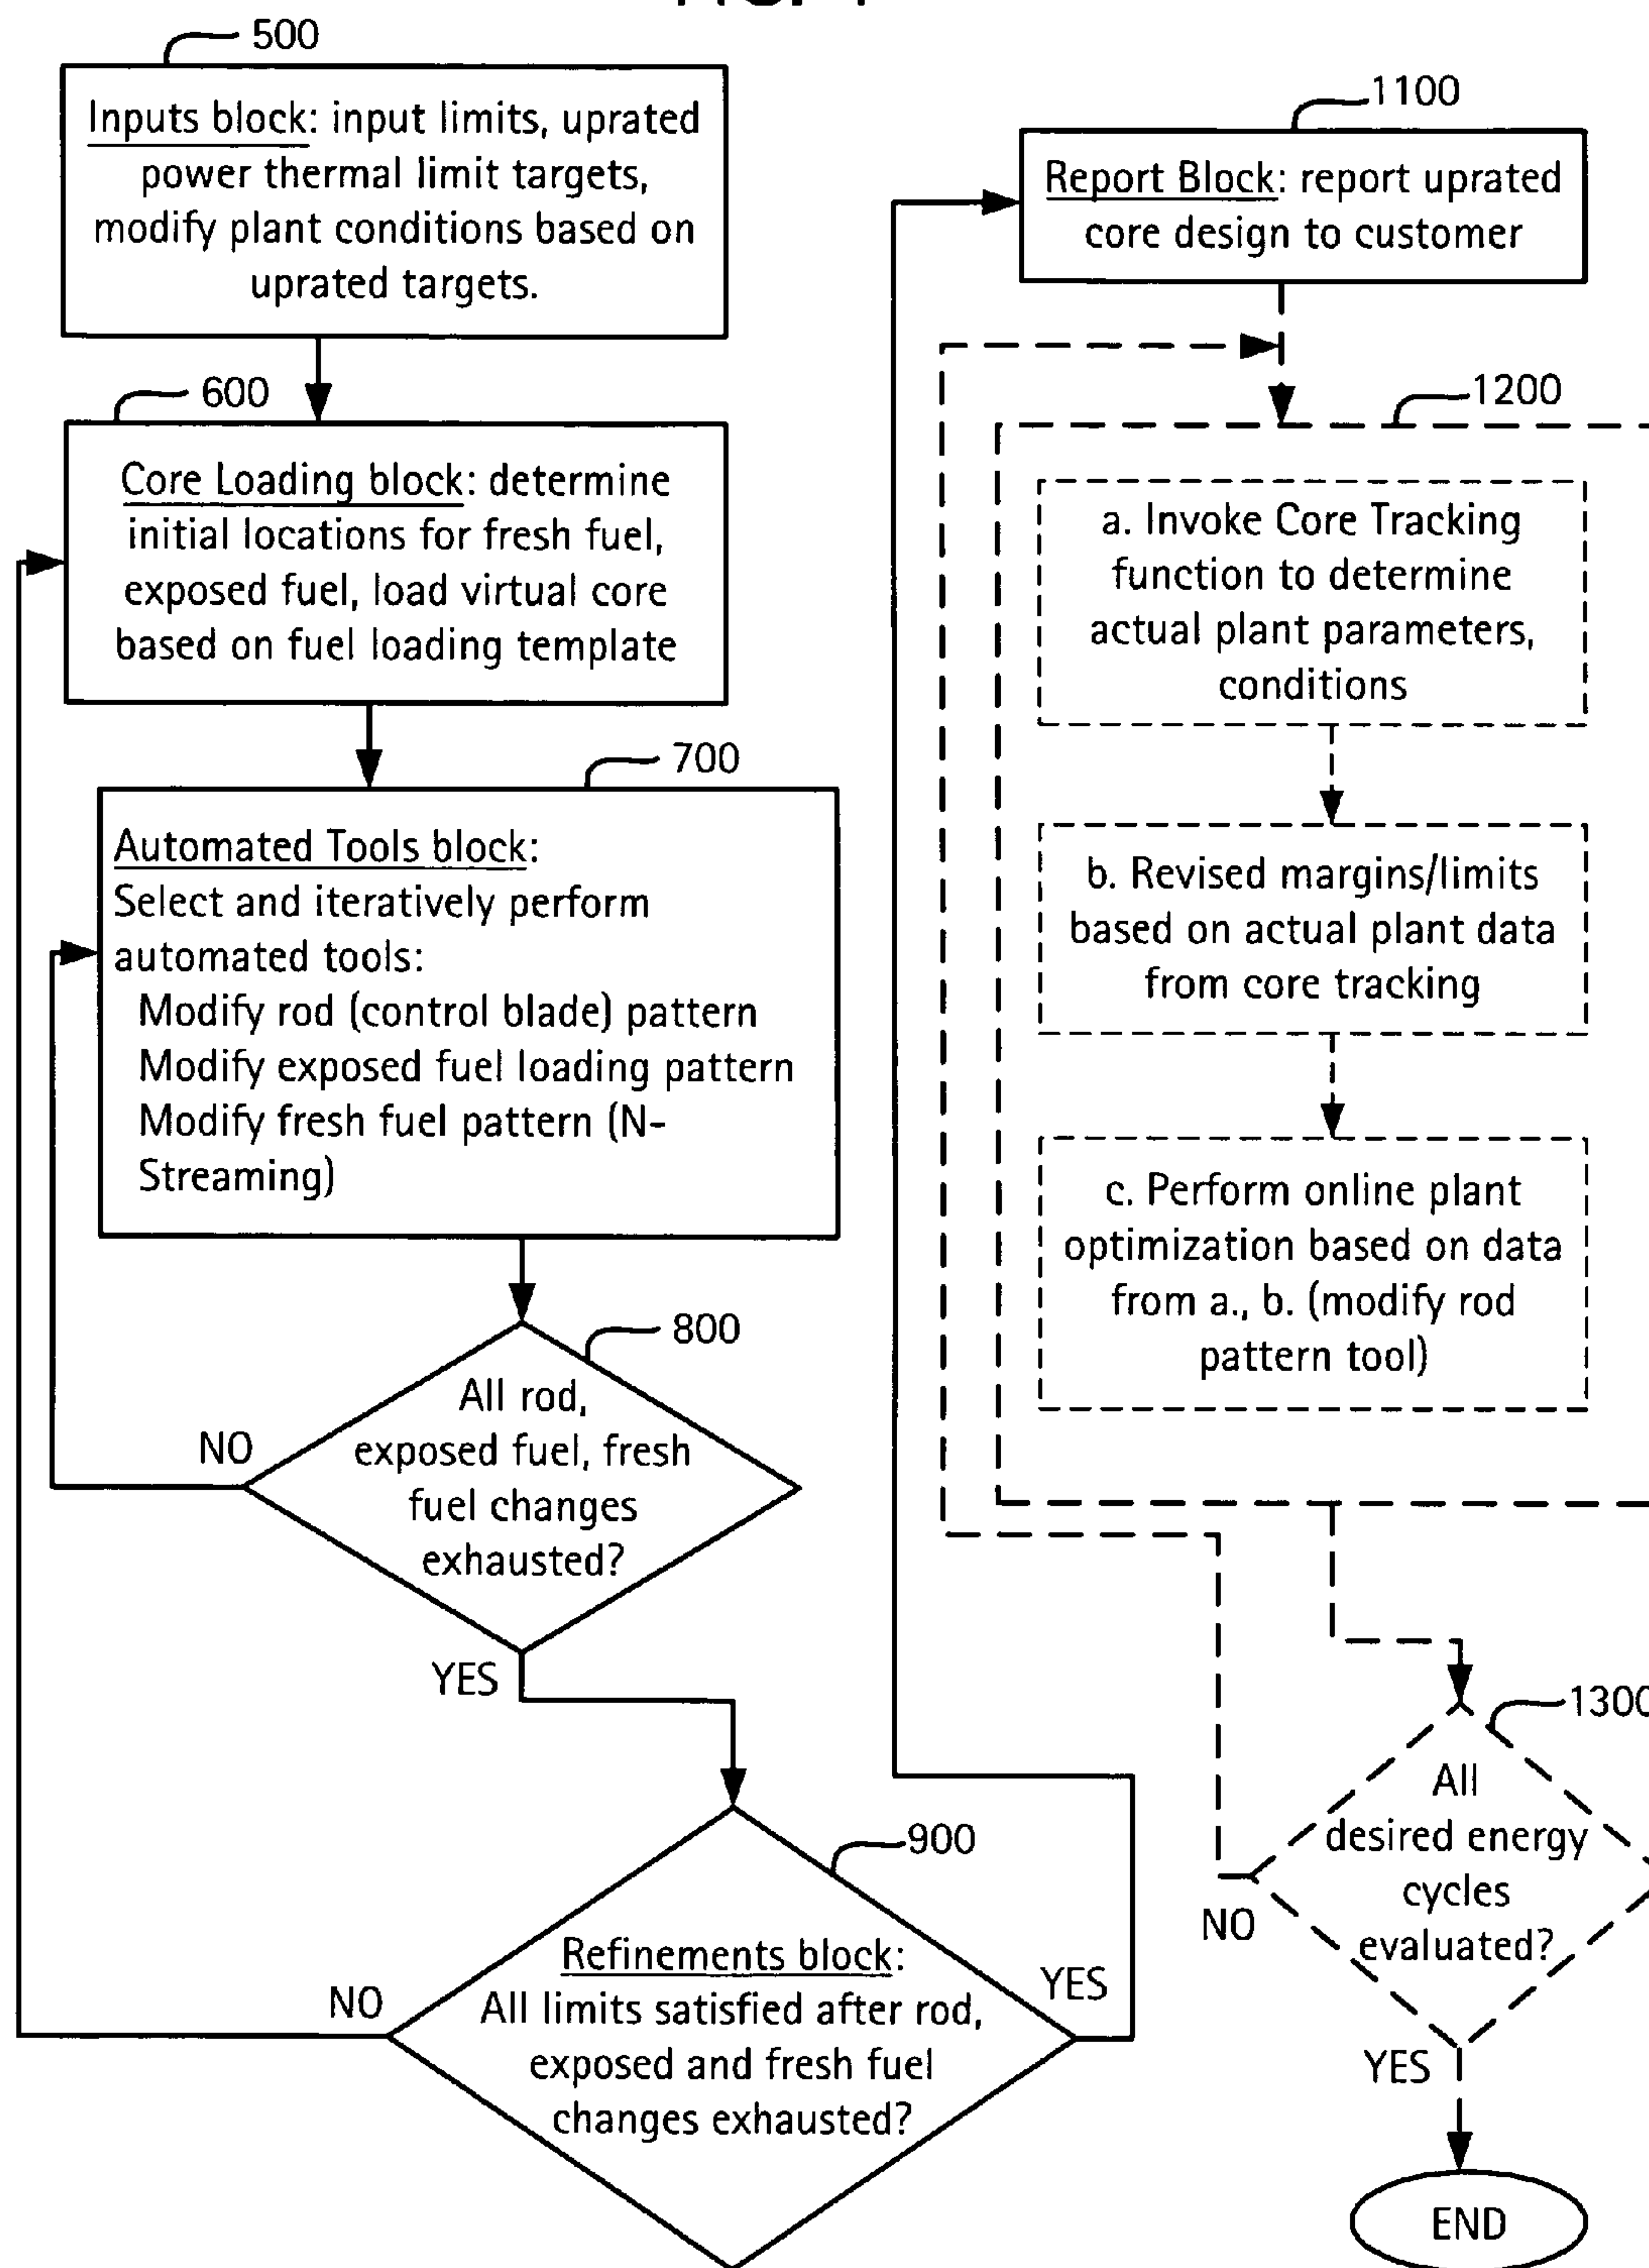 500
Inputs block: input limits, uprated
power thermal limit targets,
modify plant conditions based on
uprated targets.
600
Core Loading block: determine
initial locations for fresh fuel,
exposed fuel, load virtual core
based on fuel loading template
700
Automated Tools block:
Select and iteratively perform
automated tools:
Modify rod (control blade) pattern
Modify exposed fuel loading pattern
Modify fresh fuel pattern (N-
Streaming)
800
All rod,
exposed fuel, fresh
fuel changes
exhausted?
NO
YES
900
Refinements block:
All limits satisfied after rod,
exposed and fresh fuel
changes exhausted?
NO
YES
1100
Report Block: report uprated
core design to customer
1200
a. Invoke Core Tracking
function to determine
actual plant parameters,
conditions
b. Revised margins/limits
based on actual plant data
from core tracking
c. Perform online plant
optimization based on data
from a., b. (modify rod
pattern tool)
1300
All
desired energy
cycles
evaluated?
NO
YES
END